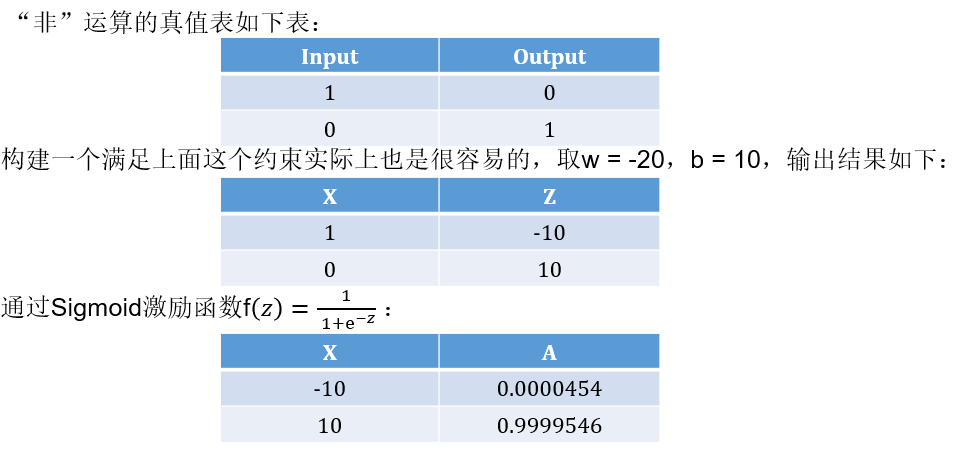 “非”运算的真值表如下表：
Input Output
1 0
0 1
构建一个满足上面这个约束实际上也是很容易的，取w = -20，b = 10，输出结果如下：
X Z
1 -10
0 10
通过Sigmoid激励函数f(z) = 1/(1+e^{-z})：
X A
-10 0.0000454
10 0.9999546